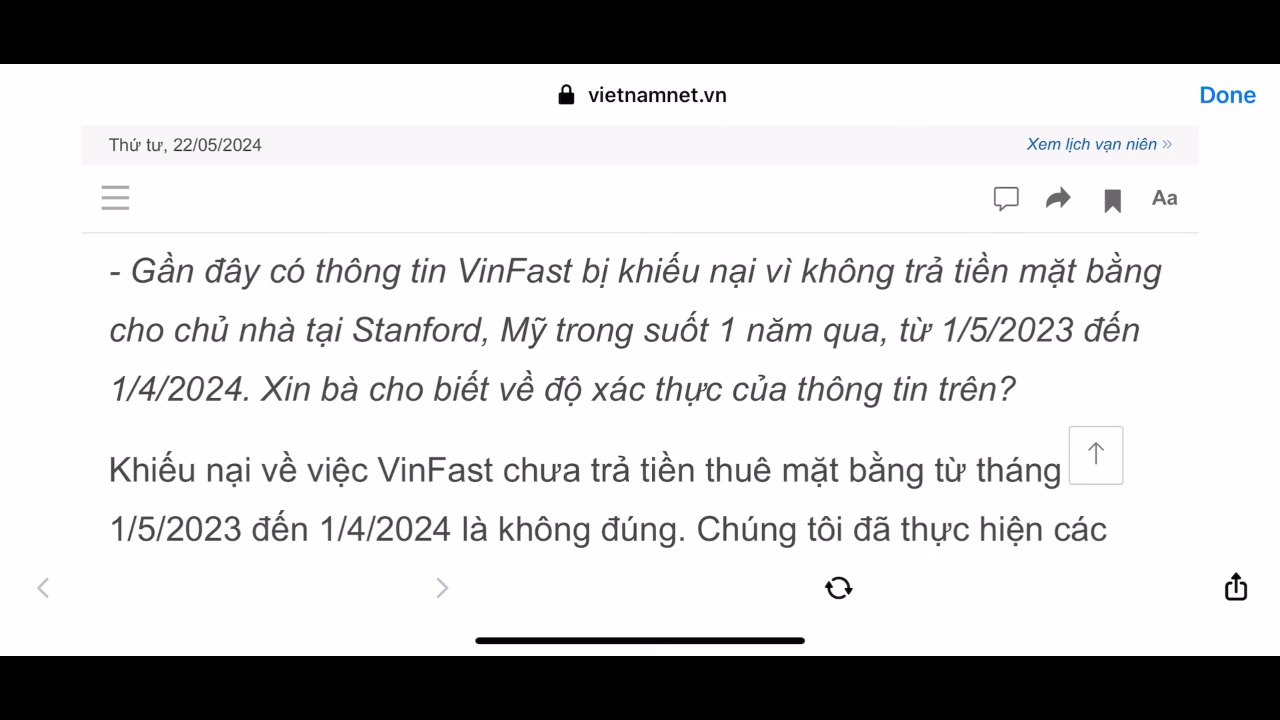 vietnamnet.vn
Done
Thứ tư, 22/05/2024
Xem lịch vạn niên »
Aa
- Gần đây có thông tin VinFast bị khiếu nại vì không trả tiền mặt bằng
cho chủ nhà tại Stanford, Mỹ trong suốt 1 năm qua, từ 1/5/2023 đến
1/4/2024. Xin bà cho biết về độ xác thực của thông tin trên?
Khiếu nại về việc VinFast chưa trả tiền thuê mặt bằng từ tháng
1/5/2023 đến 1/4/2024 là không đúng. Chúng tôi đã thực hiện các